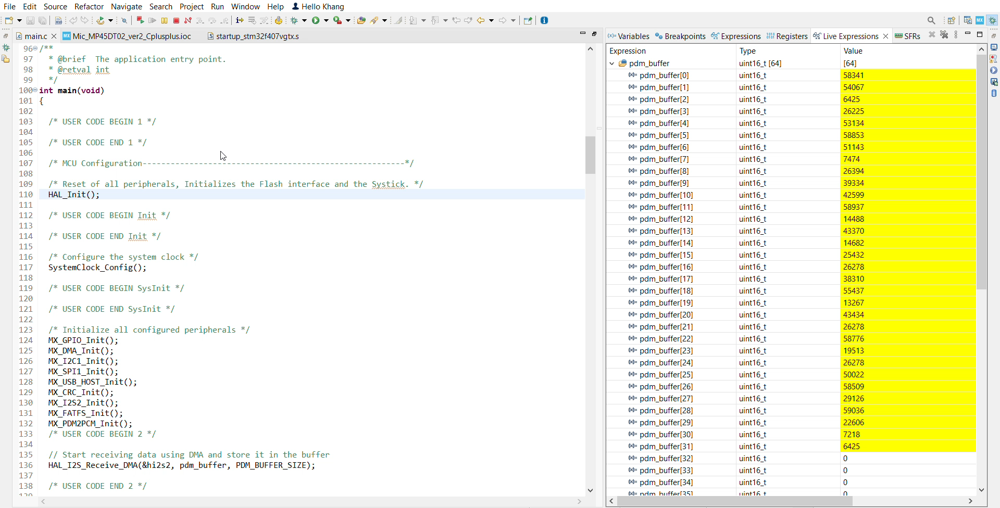 File Edit Source Refactor Navigate Search Project Run Window Help Hello Khang
main.c Mic_MP45DT02_ver2_Cplusplus.ioc startup_stm32f407vgtx.s
96 /**
97 * @brief The application entry point.
98 * @retval int
99 */
100 int main(void)
101 {
102
103 /* USER CODE BEGIN 1 */
104
105 /* USER CODE END 1 */
106
107 /* MCU Configuration--------------------------------------------------------*/
108
109 /* Reset of all peripherals, Initializes the Flash interface and the Systick. */
110 HAL_Init();
111
112 /* USER CODE BEGIN Init */
113
114 /* USER CODE END Init */
115
116 /* Configure the system clock */
117 SystemClock_Config();
118
119 /* USER CODE BEGIN SysInit */
120
121 /* USER CODE END SysInit */
122
123 /* Initialize all configured peripherals */
124 MX_GPIO_Init();
125 MX_DMA_Init();
126 MX_I2C1_Init();
127 MX_SPI1_Init();
128 MX_USB_HOST_Init();
129 MX_CRC_Init();
130 MX_I2S2_Init();
131 MX_FATFS_Init();
132 MX_PDM2PCM_Init();
133 /* USER CODE BEGIN 2 */
134
135 // Start receiving data using DMA and store it in the buffer
136 HAL_I2S_Receive_DMA(&hi2s2, pdm_buffer, PDM_BUFFER_SIZE);
137
138 /* USER CODE END 2 */
139
Variables Breakpoints Expressions Registers Live Expressions SFRs
Expression Type Value
pdm_buffer uint16_t [64] [64]
pdm_buffer[0] uint16_t 58341
pdm_buffer[1] uint16_t 54067
pdm_buffer[2] uint16_t 6425
pdm_buffer[3] uint16_t 26225
pdm_buffer[4] uint16_t 53134
pdm_buffer[5] uint16_t 58853
pdm_buffer[6] uint16_t 51143
pdm_buffer[7] uint16_t 7474
pdm_buffer[8] uint16_t 26394
pdm_buffer[9] uint16_t 39334
pdm_buffer[10] uint16_t 42599
pdm_buffer[11] uint16_t 58937
pdm_buffer[12] uint16_t 14488
pdm_buffer[13] uint16_t 43370
pdm_buffer[14] uint16_t 14682
pdm_buffer[15] uint16_t 25432
pdm_buffer[16] uint16_t 26278
pdm_buffer[17] uint16_t 38310
pdm_buffer[18] uint16_t 55437
pdm_buffer[19] uint16_t 13267
pdm_buffer[20] uint16_t 43434
pdm_buffer[21] uint16_t 26278
pdm_buffer[22] uint16_t 58776
pdm_buffer[23] uint16_t 19513
pdm_buffer[24] uint16_t 26278
pdm_buffer[25] uint16_t 50022
pdm_buffer[26] uint16_t 58509
pdm_buffer[27] uint16_t 29126
pdm_buffer[28] uint16_t 59036
pdm_buffer[29] uint16_t 22606
pdm_buffer[30] uint16_t 7218
pdm_buffer[31] uint16_t 6425
pdm_buffer[32] uint16_t 0
pdm_buffer[33] uint16_t 0
pdm_buffer[34] uint16_t 0
pdm_buffer[35] uint16_t 0